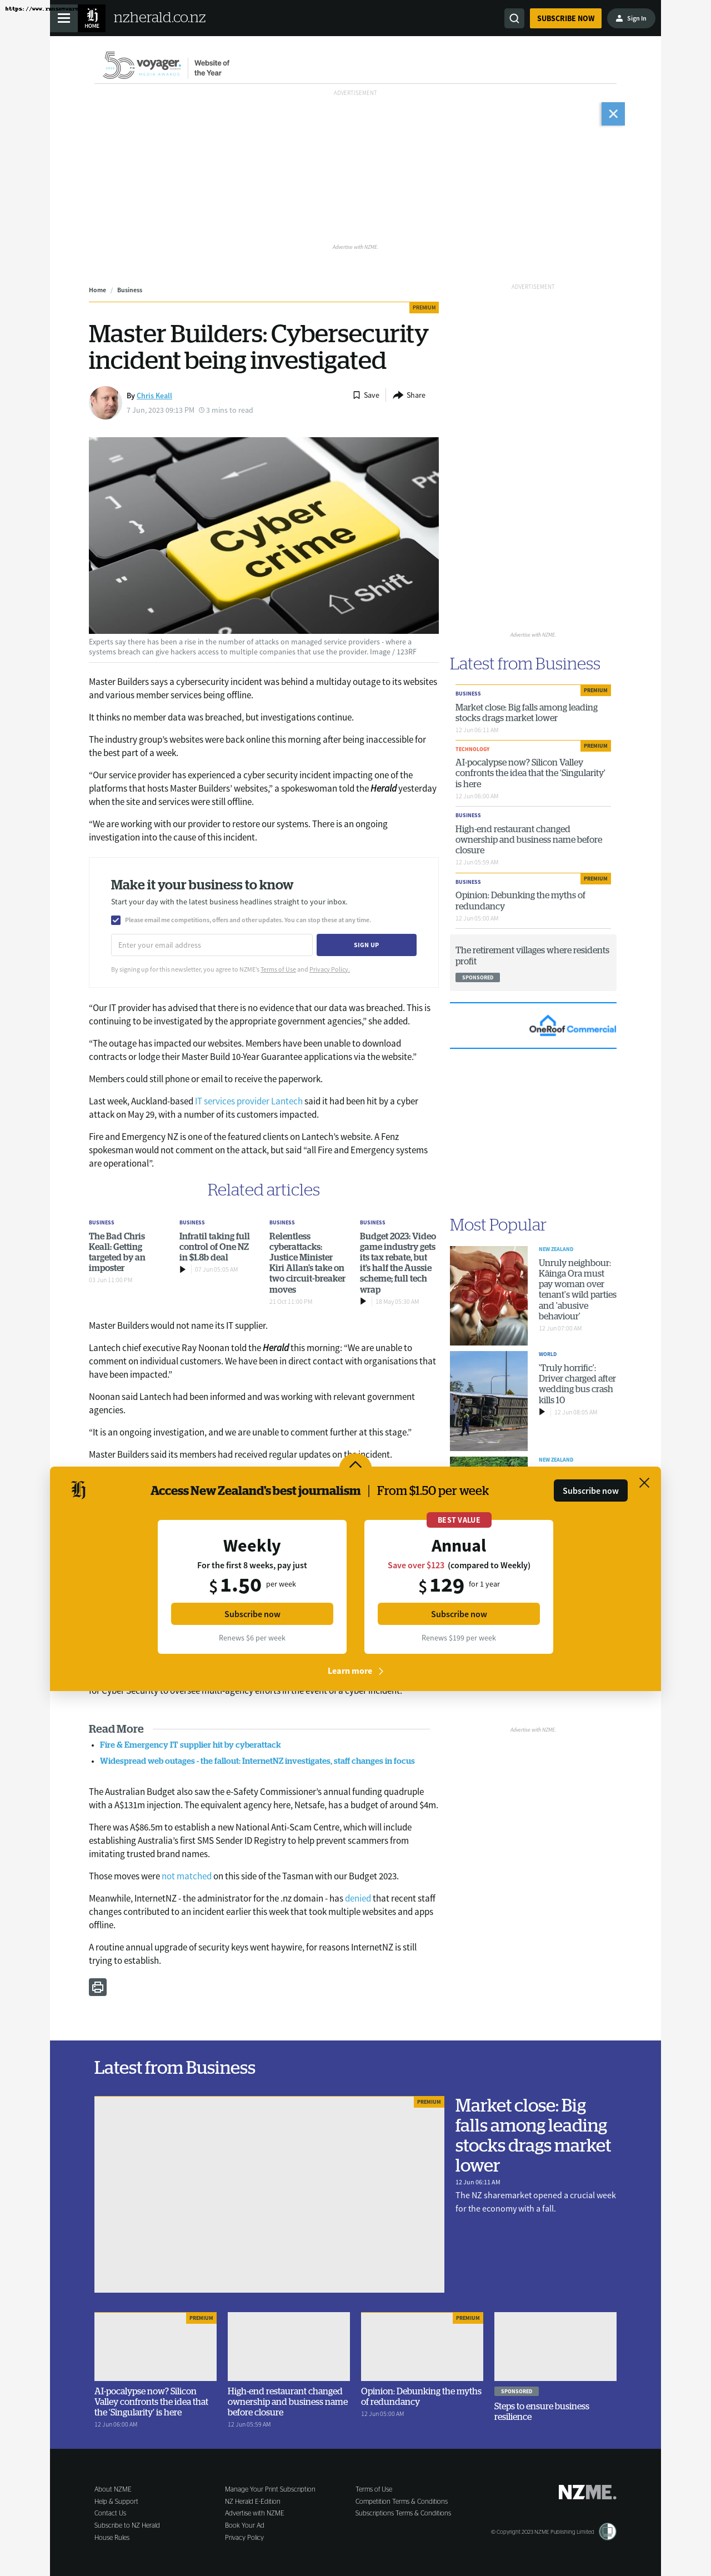 https://www.
HOME
nzherald.co.nz
SUBSCRIBE NOW
Sign In
50 voyager
MEDIA AWARDS
Website of
the Year
ADVERTISEMENT
Advertise with NZME.
Home / Business
ADVERTISEMENT
PREMIUM
Master Builders: Cybersecurity
incident being investigated
By Chris Keall
7 Jun, 2023 09:13 PM 3 mins to read
Save
Share
Cyber
crime
Shift
Experts say there has been a rise in the number of attacks on managed service providers - where a
systems breach can give hackers access to multiple companies that use the provider. Image / 123RF
Master Builders says a cybersecurity incident was behind a multiday outage to its websites
and various member services being offline.
It thinks no member data was breached, but investigations continue.
The industry group’s websites were back online this morning after being inaccessible for
the best part of a week.
“Our service provider has experienced a cyber security incident impacting one of the
platforms that hosts Master Builders’ websites,” a spokeswoman told the Herald yesterday
when the site and services were still offline.
“We are working with our provider to restore our systems. There is an ongoing
investigation into the cause of this incident.
Make it your business to know
Start your day with the latest business headlines straight to your inbox.
Please email me competitions, offers and other updates. You can stop these at any time.
Enter your email address
SIGN UP
By signing up for this newsletter, you agree to NZME’s Terms of Use and Privacy Policy.
“Our IT provider has advised that there is no evidence that our data was breached. This is
continuing to be investigated by the appropriate government agencies,” she added.
“The outage has impacted our websites. Members have been unable to download
contracts or lodge their Master Build 10-Year Guarantee applications via the website.”
Members could still phone or email to receive the paperwork.
Last week, Auckland-based IT services provider Lantech said it had been hit by a cyber
attack on May 29, with a number of its customers impacted.
Fire and Emergency NZ is one of the featured clients on Lantech’s website. A Fenz
spokesman would not comment on the attack, but said “all Fire and Emergency systems
are operational”.
Related articles
BUSINESS
The Bad Chris
Keall: Getting
targeted by an
imposter
03 Jun 11:00 PM
BUSINESS
Infratil taking full
control of One NZ
in $1.8b deal
07 Jun 05:05 AM
BUSINESS
Relentless
cyberattacks:
Justice Minister
Kiri Allan’s take on
two circuit-breaker
moves
21 Oct 11:00 PM
BUSINESS
Budget 2023: Video
game industry gets
its tax rebate, but
it’s half the Aussie
scheme; full tech
wrap
18 May 05:30 AM
Master Builders would not name its IT supplier.
Lantech chief executive Ray Noonan told the Herald this morning: “We are unable to
comment on individual customers. We have been in direct contact with organisations that
have been impacted.”
Noonan said Lantech had been informed and was working with relevant government
agencies.
“It is an ongoing investigation, and we are unable to comment further at this stage.”
Master Builders said its members had received regular updates on the incident.
Advertise with NZME.
Latest from Business
PREMIUM
BUSINESS
Market close: Big falls among leading
stocks drags market lower
12 Jun 06:11 AM
PREMIUM
TECHNOLOGY
AI-pocalypse now? Silicon Valley
confronts the idea that the 'Singularity'
is here
12 Jun 06:00 AM
BUSINESS
High-end restaurant changed
ownership and business name before
closure
12 Jun 05:59 AM
PREMIUM
BUSINESS
Opinion: Debunking the myths of
redundancy
12 Jun 05:00 AM
The retirement villages where residents
profit
SPONSORED
OneRoof Commercial
Most Popular
NEW ZEALAND
Unruly neighbour:
Kāinga Ora must
pay woman over
tenant's wild parties
and 'abusive
behaviour'
12 Jun 07:00 AM
WORLD
'Truly horrific':
Driver charged after
wedding bus crash
kills 10
12 Jun 08:05 AM
NEW ZEALAND
Access New Zealand's best journalism | From $1.50 per week
Subscribe now
Weekly
For the first 8 weeks, pay just
$ 1.50 per week
Subscribe now
Renews $6 per week
BEST VALUE
Annual
Save over $123 (compared to Weekly)
$ 129 for 1 year
Subscribe now
Renews $199 per week
Learn more
for Cyber Security to oversee multi-agency efforts in the event of a cyber incident.
Read More
Fire & Emergency IT supplier hit by cyberattack
Widespread web outages - the fallout: InternetNZ investigates, staff changes in focus
Advertise with NZME.
The Australian Budget also saw the e-Safety Commissioner’s annual funding quadruple
with a A$131m injection. The equivalent agency here, Netsafe, has a budget of around $4m.
There was A$86.5m to establish a new National Anti-Scam Centre, which will include
establishing Australia’s first SMS Sender ID Registry to help prevent scammers from
imitating trusted brand names.
Those moves were not matched on this side of the Tasman with our Budget 2023.
Meanwhile, InternetNZ - the administrator for the .nz domain - has denied that recent staff
changes contributed to an incident earlier this week that took multiple websites and apps
offline.
A routine annual upgrade of security keys went haywire, for reasons InternetNZ is still
trying to establish.
Latest from Business
PREMIUM
Market close: Big
falls among leading
stocks drags market
lower
12 Jun 06:11 AM
The NZ sharemarket opened a crucial week
for the economy with a fall.
PREMIUM
AI-pocalypse now? Silicon
Valley confronts the idea that
the 'Singularity' is here
12 Jun 06:00 AM
High-end restaurant changed
ownership and business name
before closure
12 Jun 05:59 AM
PREMIUM
Opinion: Debunking the myths
of redundancy
12 Jun 05:00 AM
SPONSORED
Steps to ensure business
resilience
About NZME
Help & Support
Contact Us
Subscribe to NZ Herald
House Rules
Manage Your Print Subscription
NZ Herald E-Edition
Advertise with NZME
Book Your Ad
Privacy Policy
Terms of Use
Competition Terms & Conditions
Subscriptions Terms & Conditions
NZME.
© Copyright 2023 NZME Publishing Limited